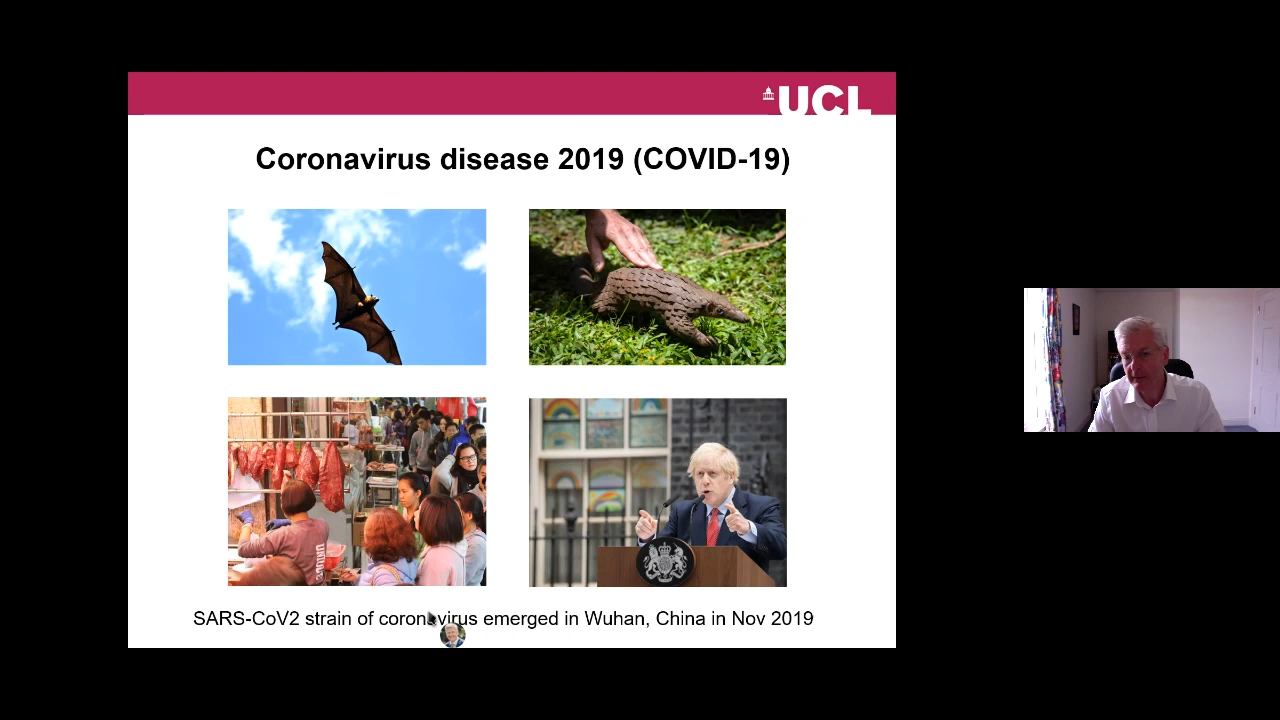 UCL
Coronavirus disease 2019 (COVID-19)
SARS-CoV2 strain of coronavirus emerged in Wuhan, China in Nov 2019